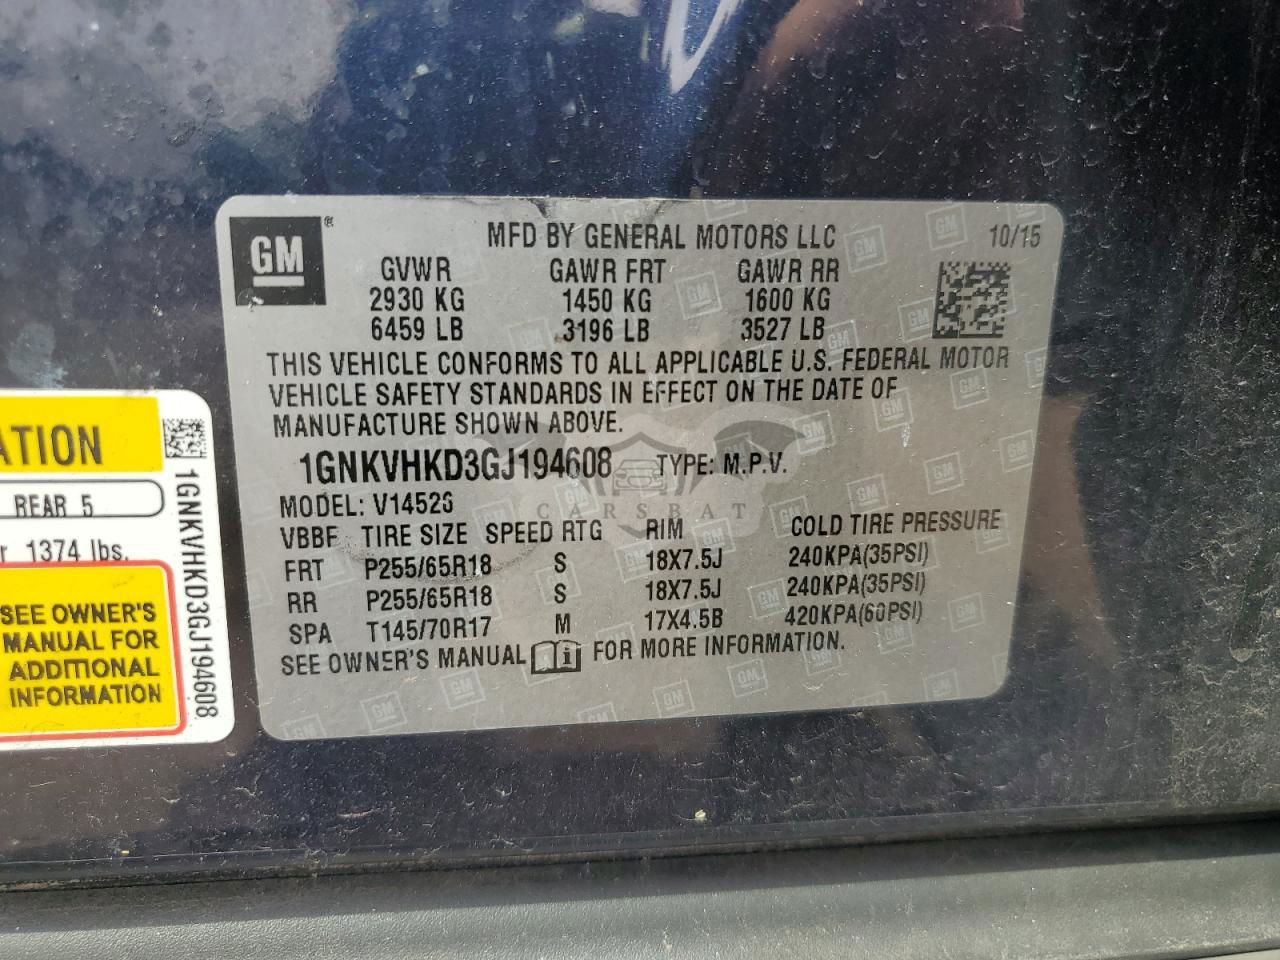 GM
®
MFD BY GENERAL MOTORS LLC
10/15
GVWR GAWR FRT GAWR RR
2930 KG 1450 KG 1600 KG
6459 LB 3196 LB 3527 LB
THIS VEHICLE CONFORMS TO ALL APPLICABLE U.S. FEDERAL MOTOR
VEHICLE SAFETY STANDARDS IN EFFECT ON THE DATE OF
MANUFACTURE SHOWN ABOVE.
1GNKVHKD3GJ194608 TYPE: M.P.V.
CARSBAT
MODEL: V14526
VBBF TIRE SIZE SPEED RTG RIM COLD TIRE PRESSURE
FRT P255/65R18 S 18X7.5J 240KPA(35PSI)
RR P255/65R18 S 18X7.5J 240KPA(35PSI)
SPA T145/70R17 M 17X4.5B 420KPA(60PSI)
SEE OWNER'S MANUAL i FOR MORE INFORMATION.
ATION
REAR 5
r 1374 lbs.
SEE OWNER'S
MANUAL FOR
ADDITIONAL
INFORMATION
1GNKVHKD3GJ194608